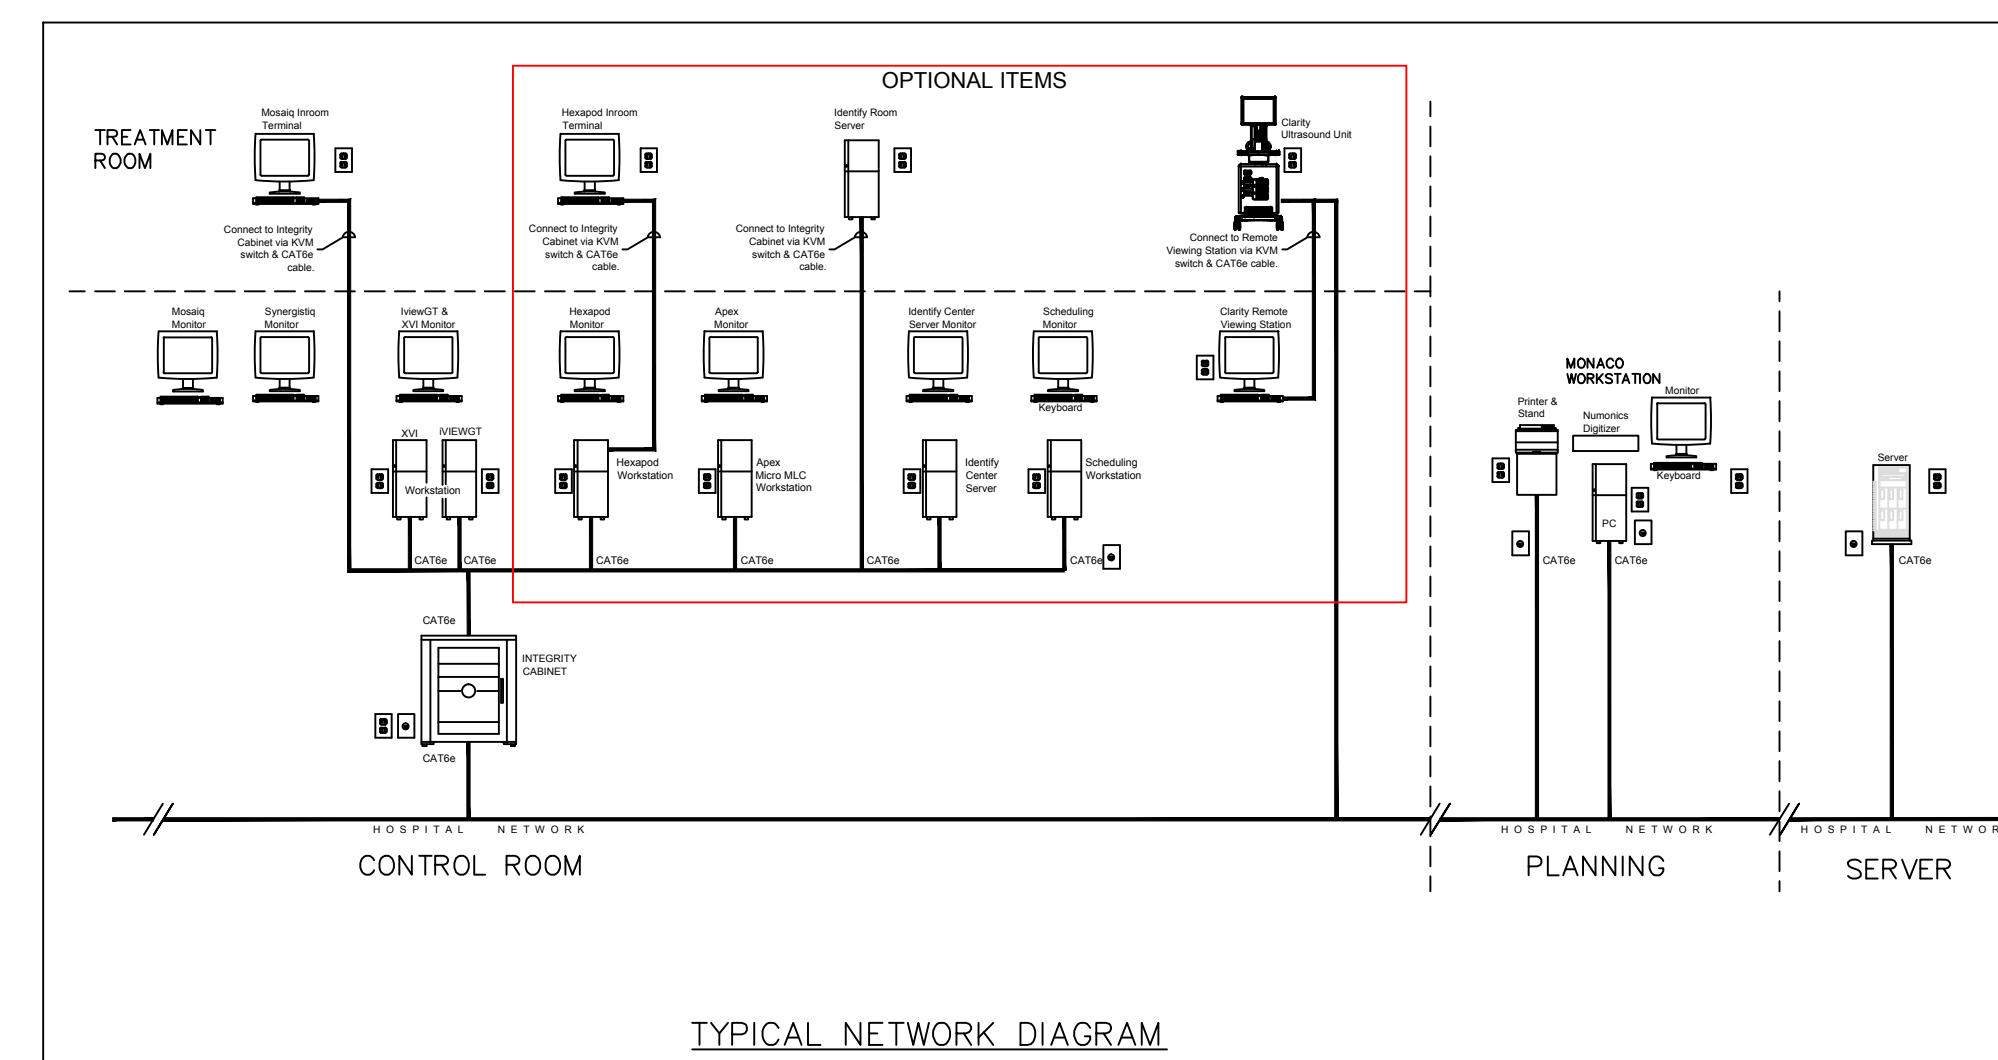 OPTIONAL ITEMS
TREATMENT
ROOM
Mosaiq Inroom
Terminal
Hexapod Inroom
Terminal
Identify Room
Server
Clarity
Ultrasound Unit
Connect to Integrity
Cabinet via KVM
switch & CAT6e
cable.
Connect to Integrity
Cabinet via KVM
switch & CAT6e
cable.
Connect to Integrity
Cabinet via KVM
switch & CAT6e
cable.
Connect to Remote
Viewing Station via KVM
switch & CAT6e cable.
Mosaiq
Monitor
Synergistiq
Monitor
IviewGT &
XVI Monitor
Hexapod
Monitor
Apex
Monitor
Identify Center
Server Monitor
Scheduling
Monitor
Keyboard
Clarity Remote
Viewing Station
XVI
iVIEWGT
Workstation
Hexapod
Workstation
Apex
Micro MLC
Workstation
Identify
Center
Server
Scheduling
Workstation
CAT6e
CAT6e
CAT6e
CAT6e
CAT6e
CAT6e
CAT6e
INTEGRITY
CABINET
CAT6e
MONACO
WORKSTATION
Printer &
Stand
Numonics
Digitizer
Monitor
Keyboard
PC
CAT6e
CAT6e
Server
CAT6e
HOSPITAL NETWORK
HOSPITAL NETWORK
HOSPITAL NETWOR
CONTROL ROOM
PLANNING
SERVER
TYPICAL NETWORK DIAGRAM